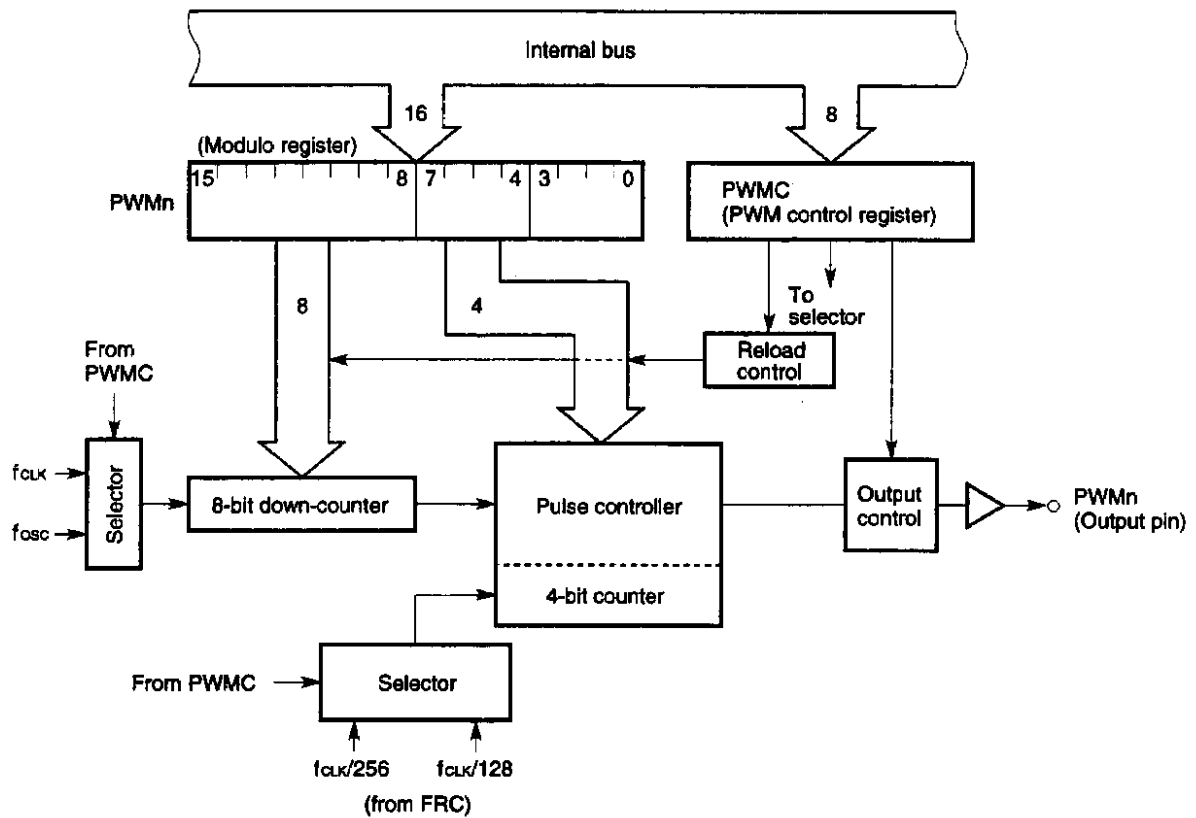 Internal bus
16
8
(Modulo register)
15 8 7 4 3 0
PWMn
PWMC
(PWM control register)
8
4
To
selector
Reload
control
From
PWMC
fCLK
fOSC
Selector
8-bit down-counter
Pulse controller
4-bit counter
Output
control
PWMn
(Output pin)
From PWMC
Selector
fCLK/256 fCLK/128
(from FRC)